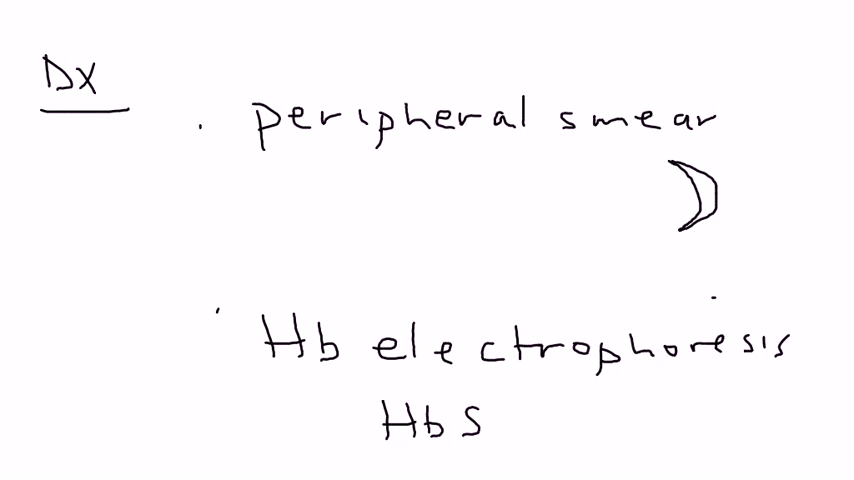 Dx
. peripheral smear
. Hb electrophoresis
HbS